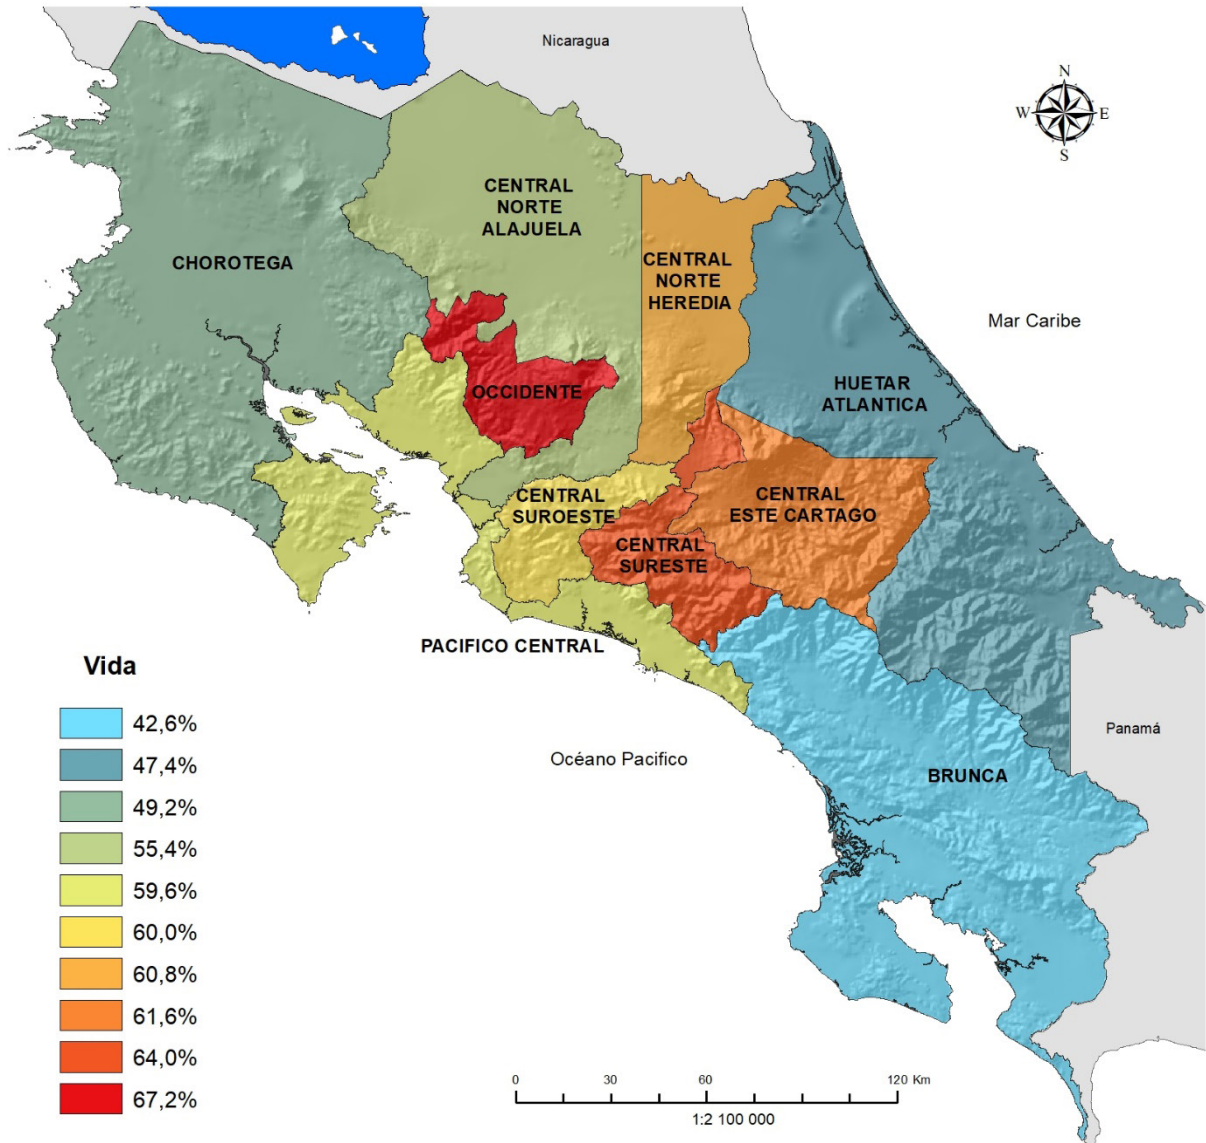 Nicaragua
N
W
E
S
CENTRAL
NORTE
ALAJUELA
CENTRAL
NORTE
HEREDIA
CHOROTEGA
Mar Caribe
OCCIDENTE
HUETAR
ATLANTICA
CENTRAL
SUROESTE
CENTRAL
ESTE CARTAGO
CENTRAL
SURESTE
PACIFICO CENTRAL
Océano Pacifico
Panamá
BRUNCA
Vida
42,6%
47,4%
49,2%
55,4%
59,6%
60,0%
60,8%
61,6%
64,0%
67,2%
0 30 60 120 Km
1:2 100 000